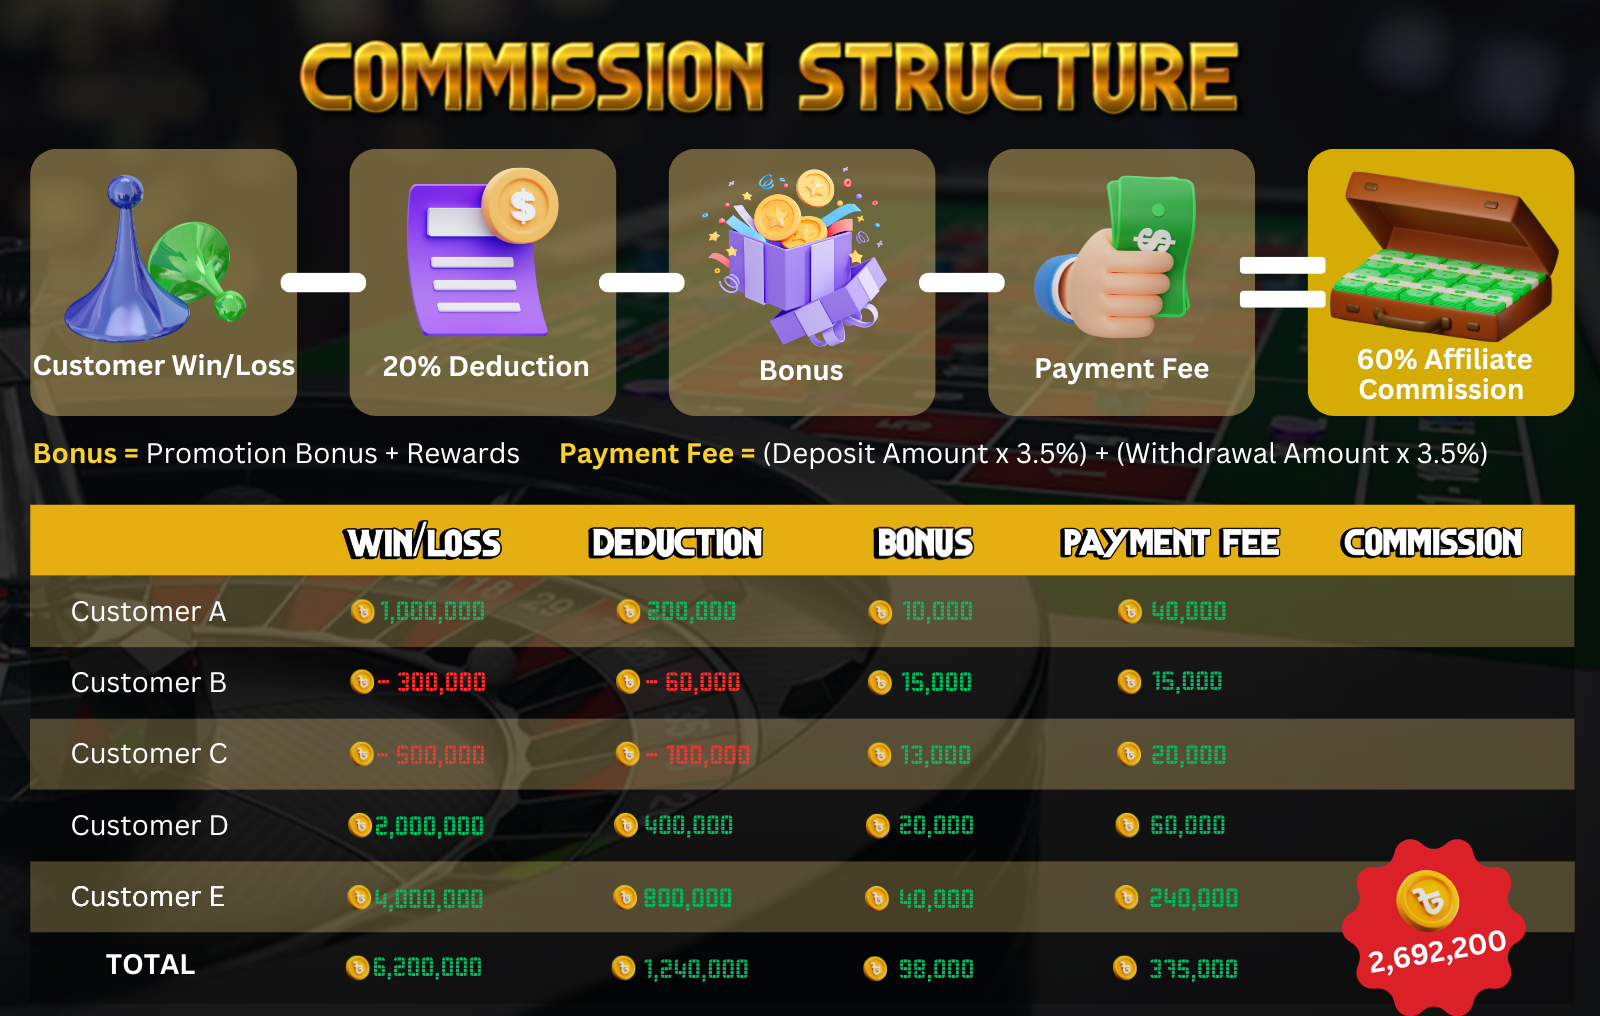 COMMISSION STRUCTURE
Customer Win/Loss
20% Deduction
Bonus
Payment Fee
60% Affiliate
Commission
Bonus = Promotion Bonus + Rewards
Payment Fee = (Deposit Amount x 3.5%) + (Withdrawal Amount x 3.5%)
WIN/LOSS DEDUCTION BONUS PAYMENT FEE COMMISSION
Customer A ৳ 1,000,000 ৳ 200,000 ৳ 10,000 ৳ 40,000
Customer B ৳ - 300,000 ৳ - 60,000 ৳ 15,000 ৳ 15,000
Customer C ৳ - 500,000 ৳ - 100,000 ৳ 13,000 ৳ 20,000
Customer D ৳ 2,000,000 ৳ 400,000 ৳ 20,000 ৳ 60,000
Customer E ৳ 4,000,000 ৳ 800,000 ৳ 40,000 ৳ 240,000
TOTAL ৳ 6,200,000 ৳ 1,240,000 ৳ 98,000 ৳ 375,000
৳
2,692,200